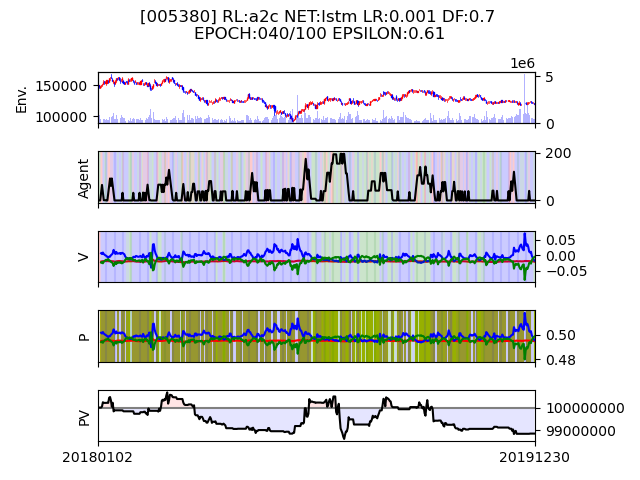 [005380] RL:a2c NET:lstm LR:0.001 DF:0.7
EPOCH:040/100 EPSILON:0.61
1e6
Env.
150000
100000
5
0
Agent
200
0
V
0.05
0.00
−0.05
P
0.50
0.48
PV
100000000
99000000
20180102
20191230